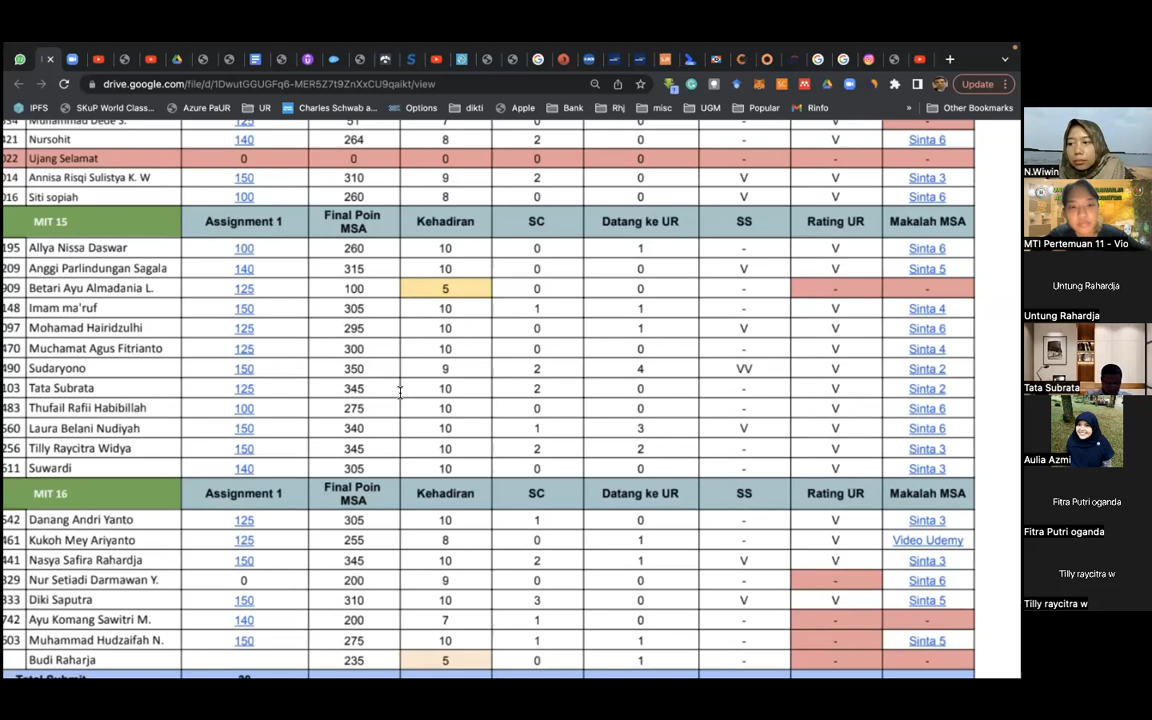 drive.google.com/file/d/1DwutGGUGFq6-MER5Z7t9ZnXxCU9qaikt/view
Update
IPFS SKuP World Class... Azure PaUR UR Charles Schwab a... Options dikti Apple Bank Rhj misc UGM Popular Rinfo » Other Bookmarks
Muhammad Dede S. 125 51 7 0 0 - V -
421 Nursohit 140 264 8 2 0 - V Sinta 6
022 Ujang Selamat 0 0 0 0 0 - - -
014 Annisa Risqi Sulistya K. W 150 310 9 2 0 - V Sinta 3
016 Siti sopiah 100 260 8 0 0 V V Sinta 6
MIT 15 Assignment 1 Final Poin MSA Kehadiran SC Datang ke UR SS Rating UR Makalah MSA
195 Allya Nissa Daswar 100 260 10 0 1 - V Sinta 6
209 Anggi Parlindungan Sagala 140 315 10 0 0 V V Sinta 5
909 Betari Ayu Almadania L. 125 100 5 0 0 - - -
148 Imam ma'ruf 150 305 10 1 1 - V Sinta 4
097 Mohamad Hairidzulhi 125 295 10 0 1 V V Sinta 6
470 Muchamat Agus Fitrianto 125 300 10 0 0 - V Sinta 4
490 Sudaryono 150 350 9 2 4 VV V Sinta 2
103 Tata Subrata 125 345 10 2 0 - V Sinta 2
483 Thufail Rafii Habibillah 100 275 10 0 0 - V Sinta 6
560 Laura Belani Nudiyah 150 340 10 1 3 V V Sinta 6
256 Tilly Raycitra Widya 150 345 10 2 2 - V Sinta 3
511 Suwardi 140 305 10 0 0 - V Sinta 3
MIT 16 Assignment 1 Final Poin MSA Kehadiran SC Datang ke UR SS Rating UR Makalah MSA
542 Danang Andri Yanto 125 305 10 1 0 - V Sinta 3
461 Kukoh Mey Ariyanto 125 255 8 0 1 - V Video Udemy
441 Nasya Safira Rahardja 150 345 10 2 1 V V Sinta 3
329 Nur Setiadi Darmawan Y. 0 200 9 0 0 - - Sinta 6
333 Diki Saputra 150 310 10 3 0 V V Sinta 5
742 Ayu Komang Sawitri M. 140 200 7 1 0 - - -
503 Muhammad Hudzaifah N. 150 275 10 1 1 - - Sinta 5
Budi Raharja 235 5 0 1 - - -
Total Submit 38
N.Wiwin
MTI Pertemuan 11 - Vio
Untung Rahardja
Untung Rahardja
Tata Subrata
Aulia Azmi
Fitra Putri oganda
Fitra Putri oganda
Tilly raycitra w
Tilly raycitra w